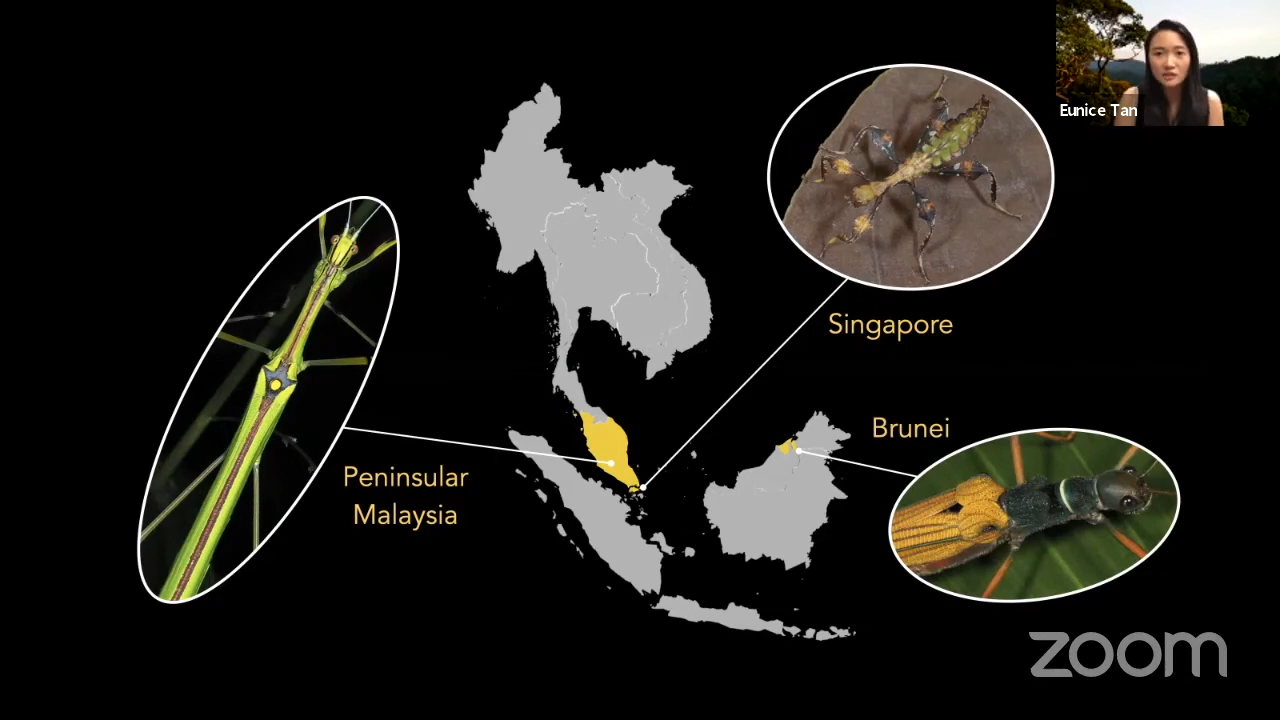 Eunice Tan
Singapore
Brunei
Peninsular
Malaysia
zoom